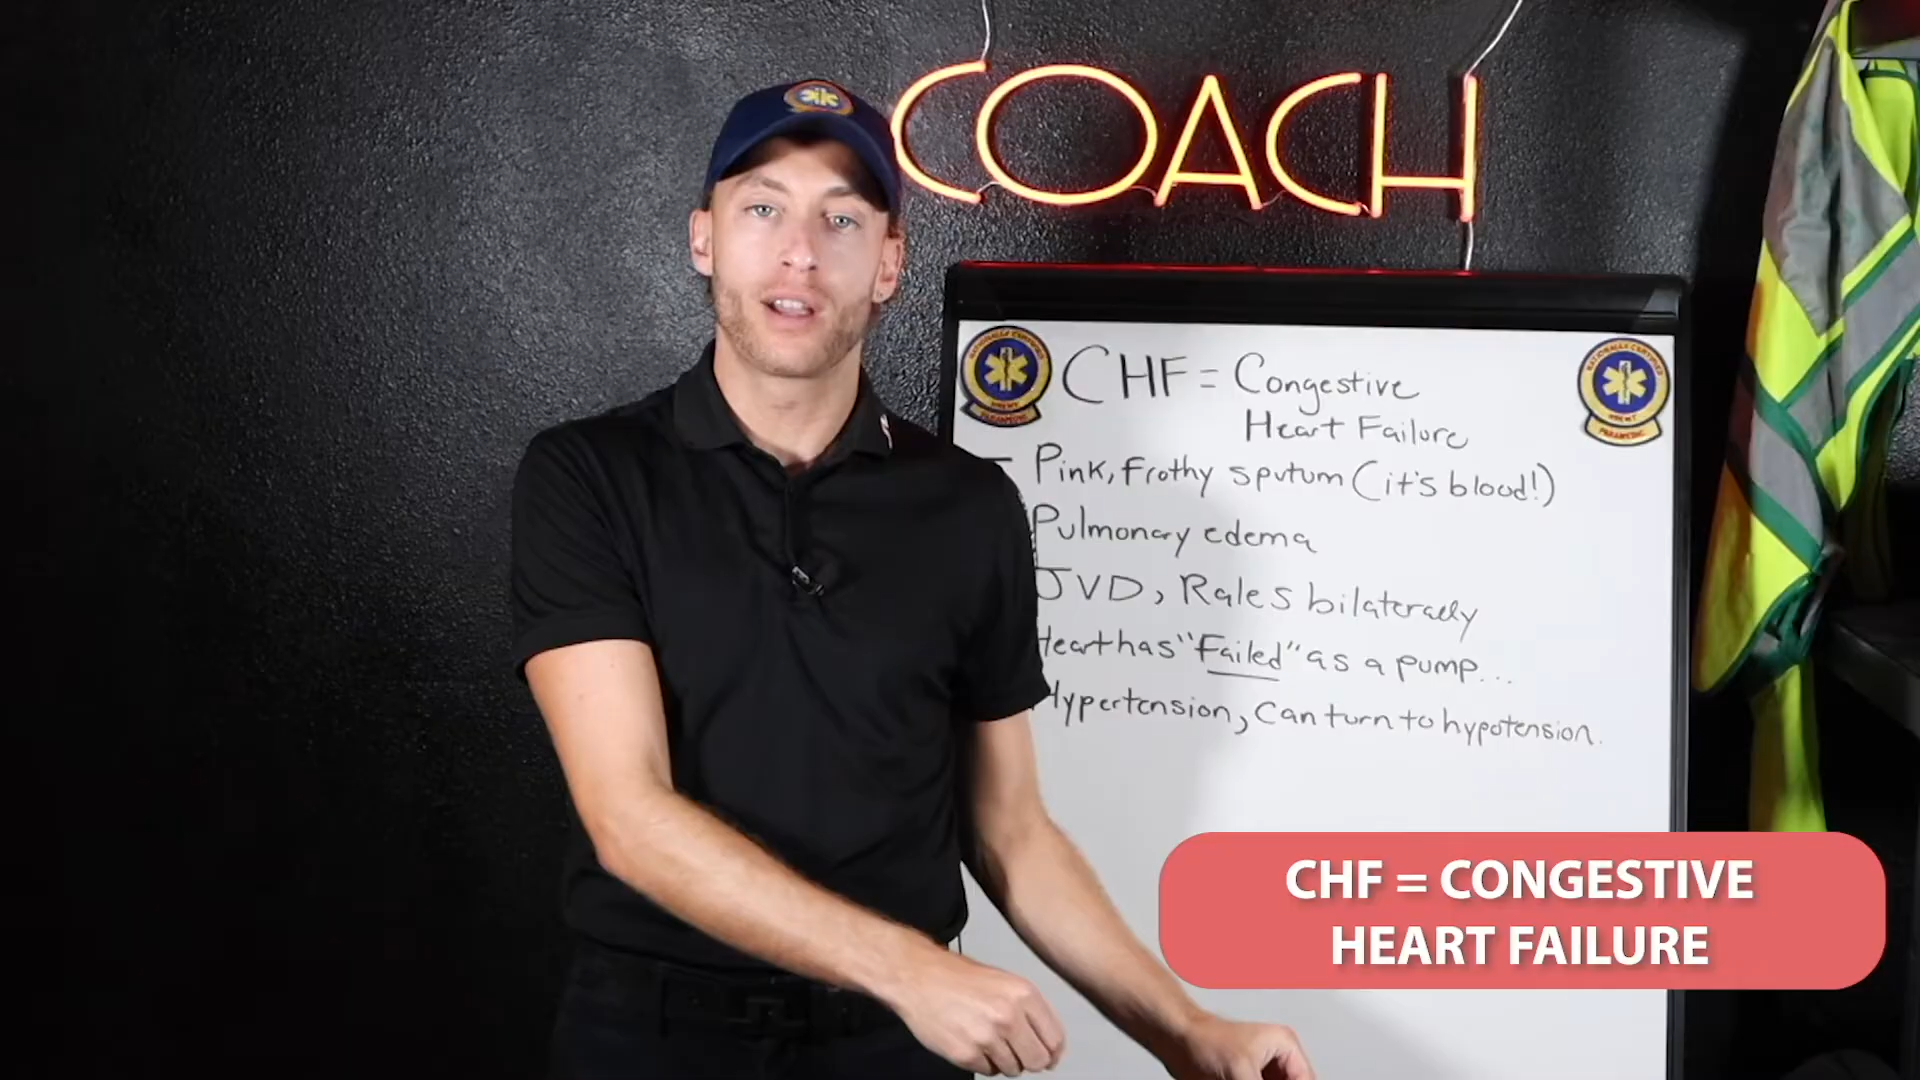 COACH
CHF = Congestive
Heart Failure
- Pink, frothy sputum (it's blood!)
Pulmonary edema
JVD, Rales bilaterally
Heart has "Failed" as a pump...
Hypertension, Can turn to hypotension.
CHF = CONGESTIVE
HEART FAILURE